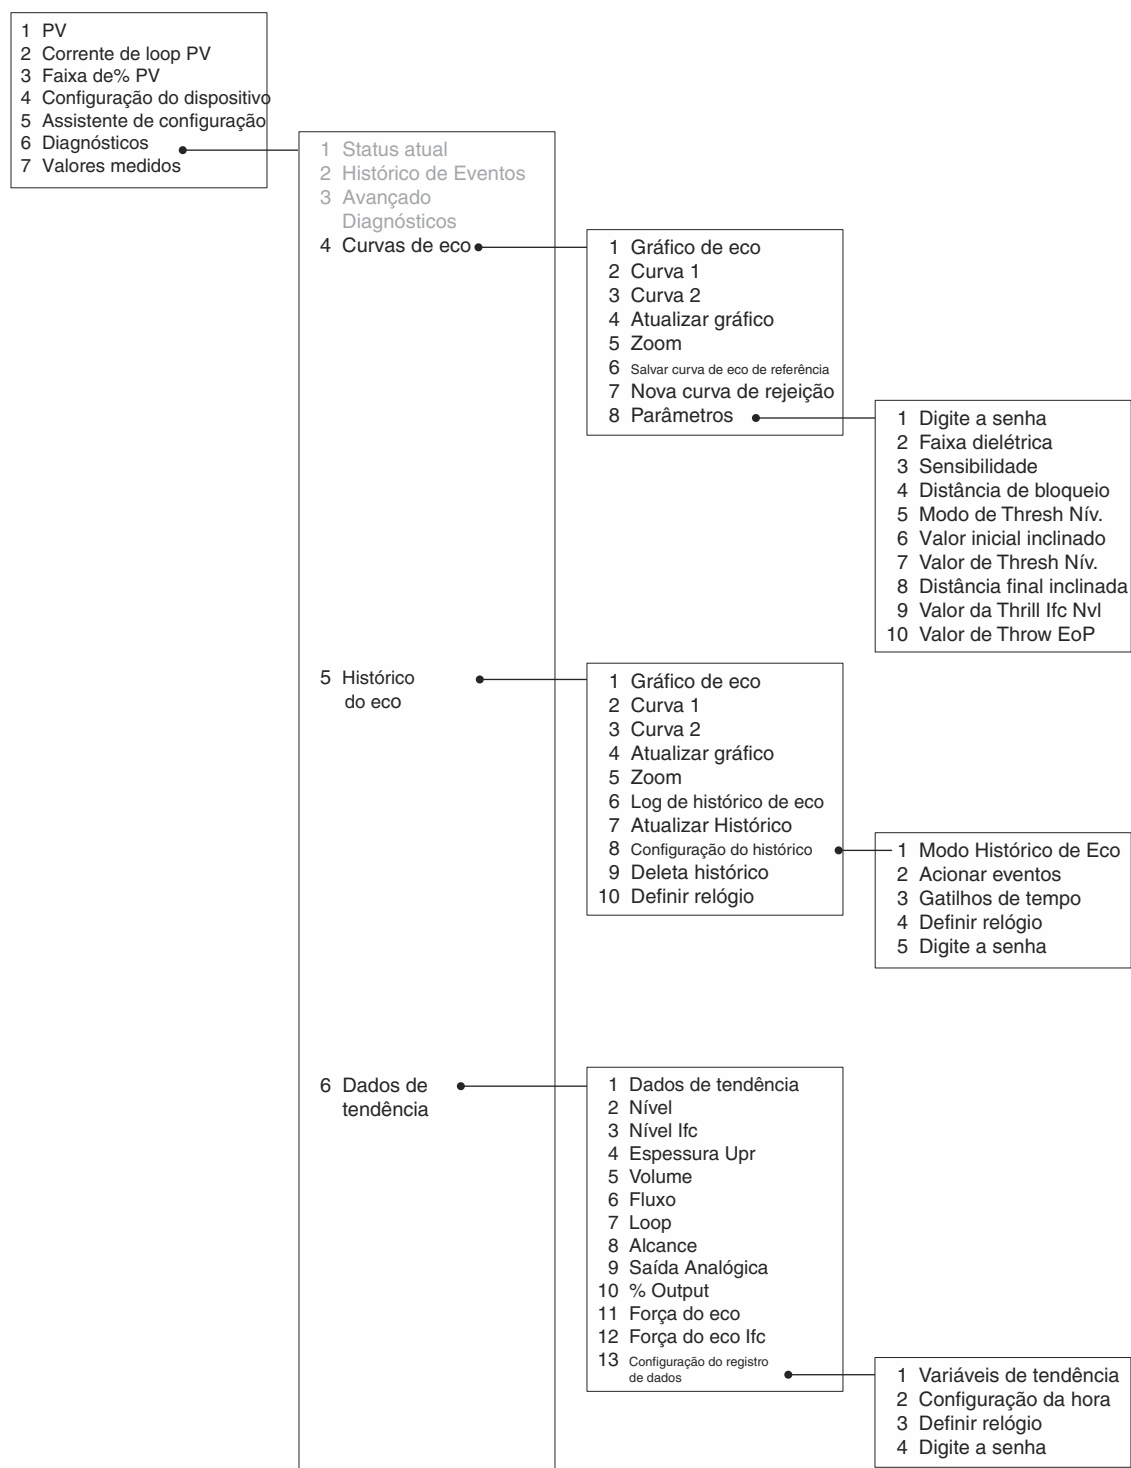 1 PV
2 Corrente de loop PV
3 Faixa de% PV
4 Configuração do dispositivo
5 Assistente de configuração
6 Diagnósticos
7 Valores medidos
1 Status atual
2 Histórico de Eventos
3 Avançado
Diagnósticos
4 Curvas de eco
1 Gráfico de eco
2 Curva 1
3 Curva 2
4 Atualizar gráfico
5 Zoom
6 Salvar curva de eco de referência
7 Nova curva de rejeição
8 Parâmetros
1 Digite a senha
2 Faixa dielétrica
3 Sensibilidade
4 Distância de bloqueio
5 Modo de Thresh Nív.
6 Valor inicial inclinado
7 Valor de Thresh Nív.
8 Distância final inclinada
9 Valor da Thrill Ifc Nvl
10 Valor de Throw EoP
5 Histórico
do eco
1 Gráfico de eco
2 Curva 1
3 Curva 2
4 Atualizar gráfico
5 Zoom
6 Log de histórico de eco
7 Atualizar Histórico
8 Configuração do histórico
9 Deleta histórico
10 Definir relógio
1 Modo Histórico de Eco
2 Acionar eventos
3 Gatilhos de tempo
4 Definir relógio
5 Digite a senha
6 Dados de
tendência
1 Dados de tendência
2 Nível
3 Nível Ifc
4 Espessura Upr
5 Volume
6 Fluxo
7 Loop
8 Alcance
9 Saída Analógica
10 % Output
11 Força do eco
12 Força do eco Ifc
13 Configuração do registro
de dados
1 Variáveis de tendência
2 Configuração da hora
3 Definir relógio
4 Digite a senha